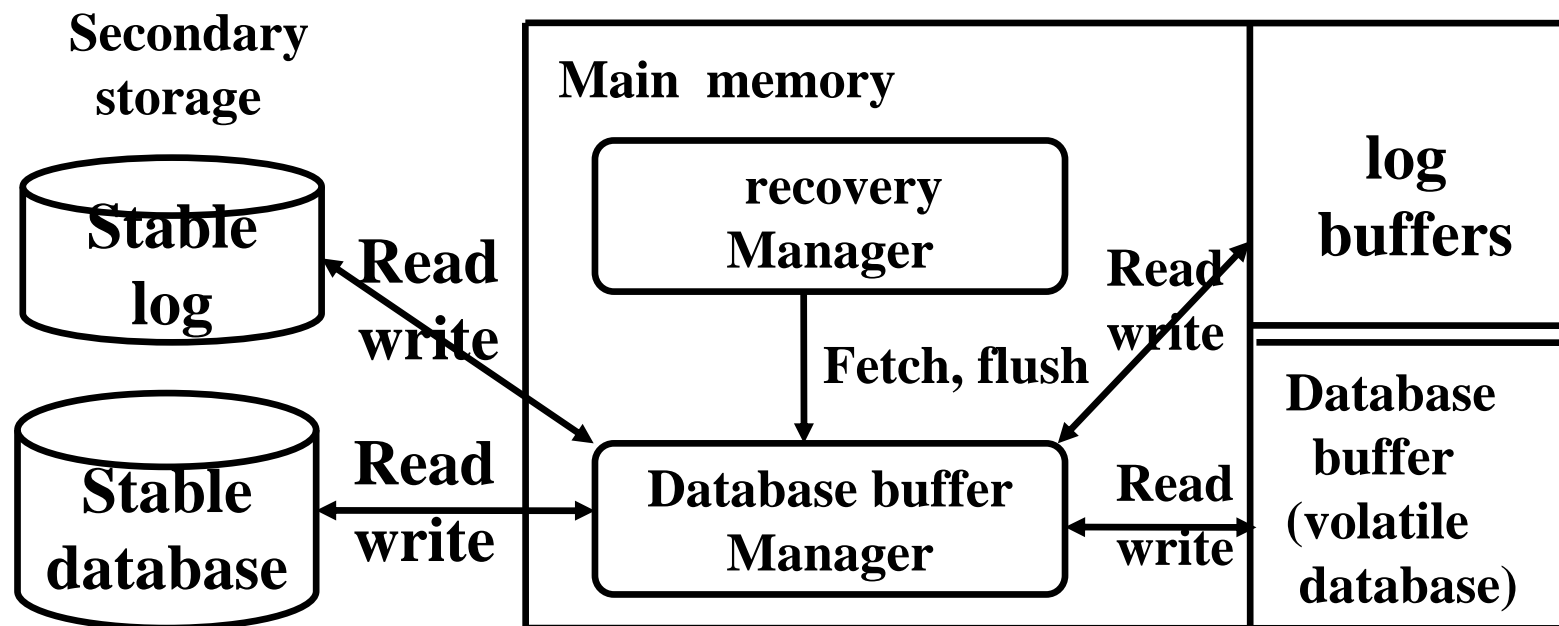 Secondary
storage
Main memory
recovery
Manager
log
buffers
Stable
log
Read
write
Read
write
Fetch, flush
Stable
database
Read
write
Database buffer
Manager
Read
write
Database
buffer
(volatile
database)